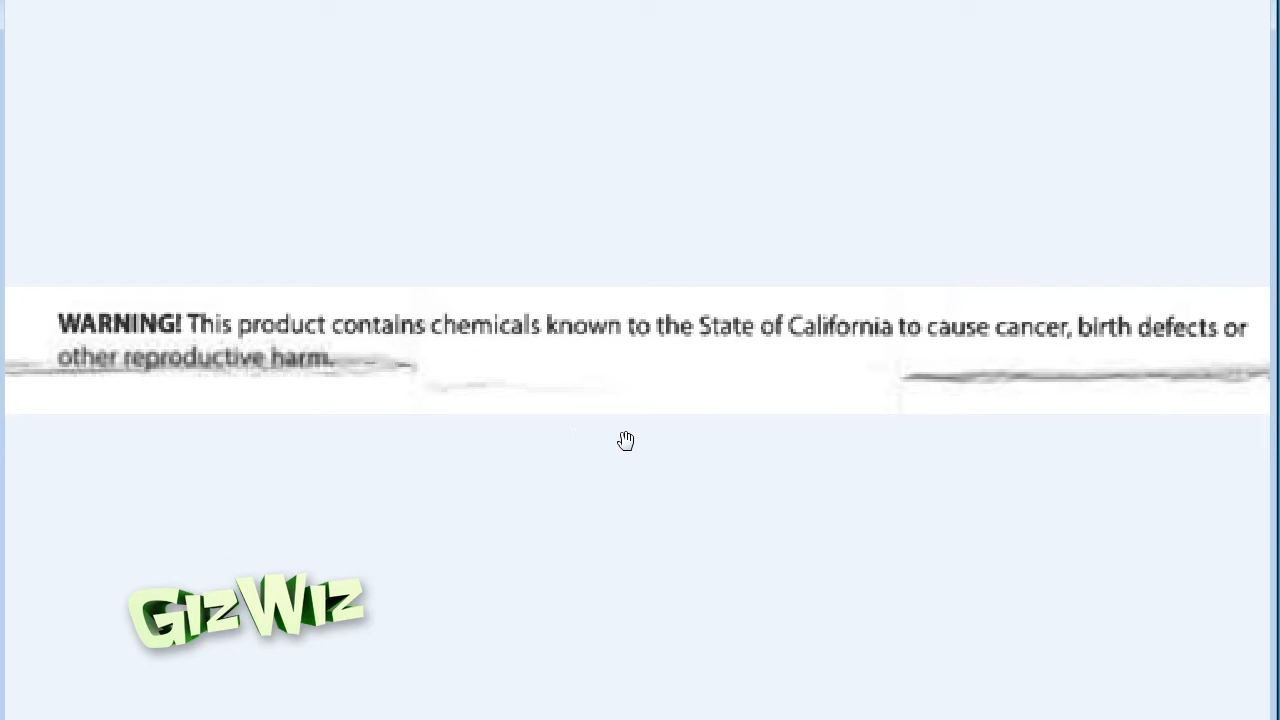 WARNING! This product contains chemicals known to the State of California to cause cancer, birth defects or
other reproductive harm.
GizWiz